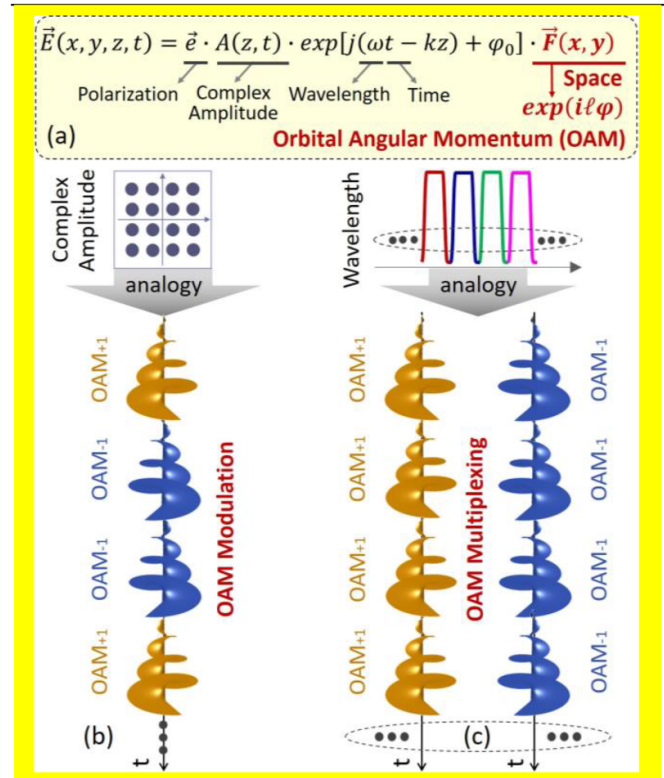 E⃗(x, y, z, t) = e⃗ · A(z, t) · exp[j(ωt − kz) + φ₀] · F⃗(x, y)
Polarization
Complex
Amplitude
Wavelength
Time
Space
exp(iℓφ)
(a)
Orbital Angular Momentum (OAM)
Complex
Amplitude
analogy
OAM+1
OAM-1
OAM-1
OAM+1
OAM Modulation
(b)
t
Wavelength
analogy
OAM+1
OAM+1
OAM+1
OAM+1
OAM Multiplexing
OAM-1
OAM-1
OAM-1
OAM-1
(c)
t
t